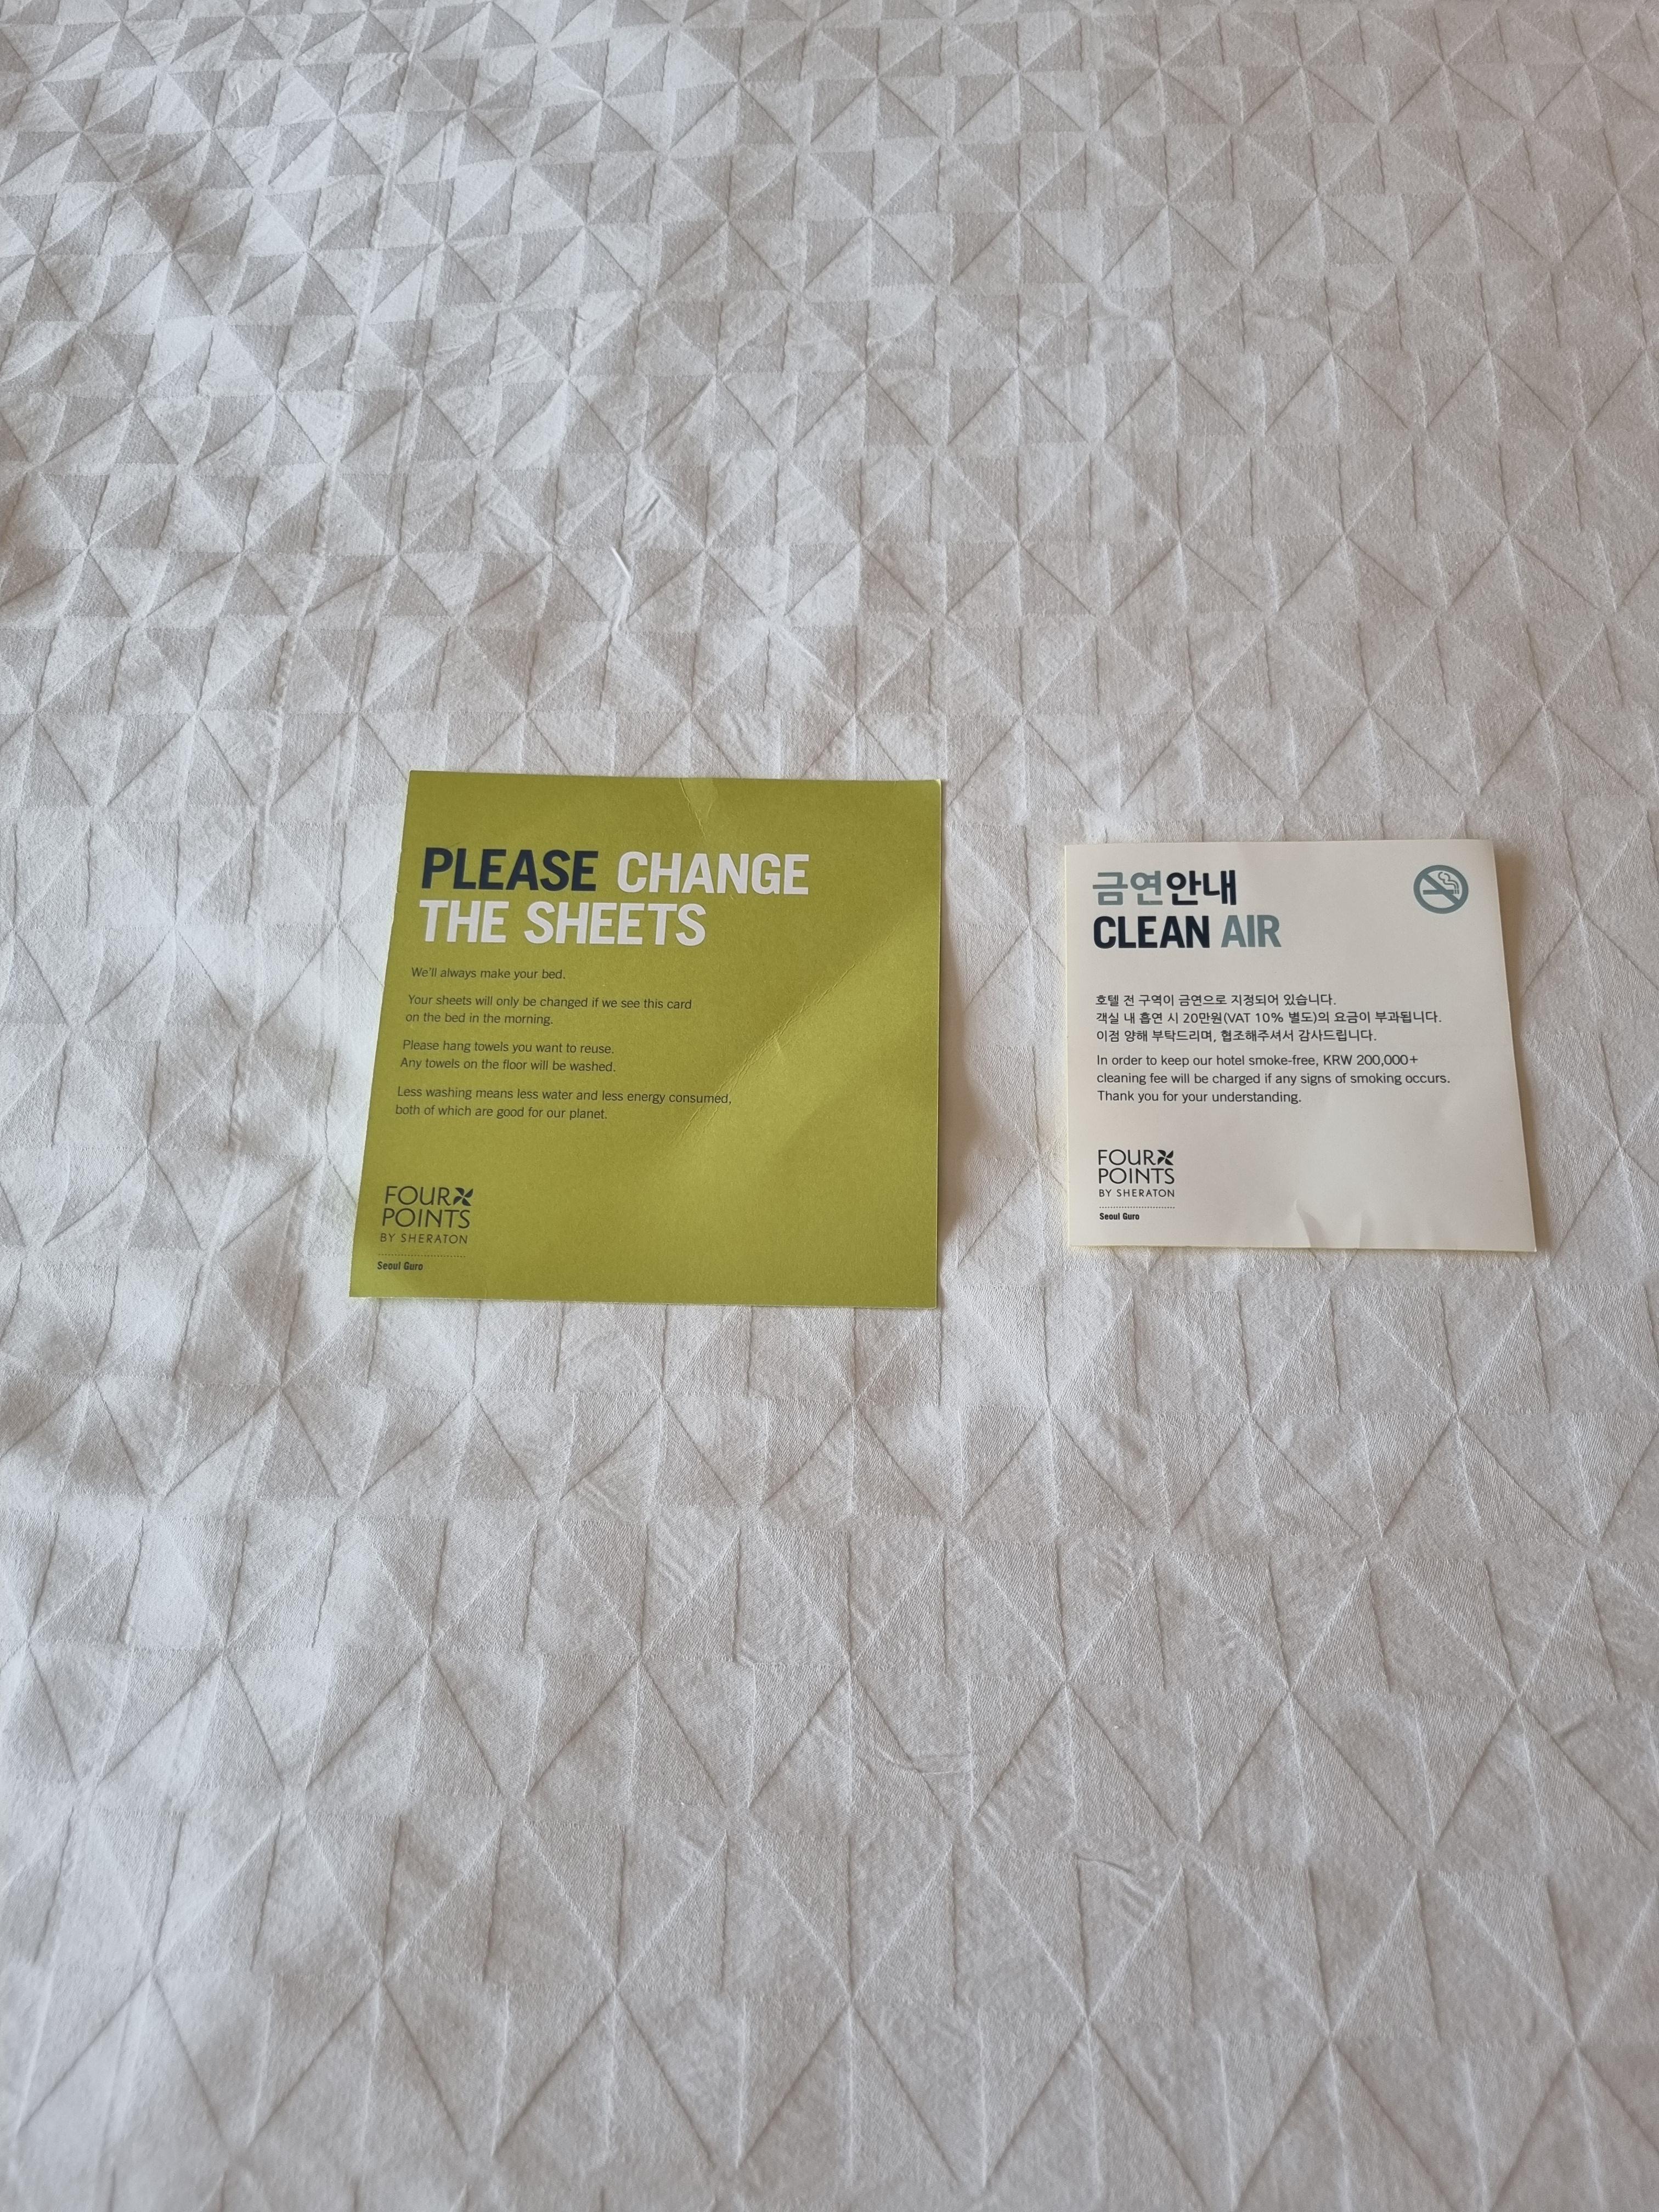 PLEASE CHANGE
THE SHEETS
We'll always make your bed.
Your sheets will only be changed if we see this card
on the bed in the morning.
Please hang towels you want to reuse.
Any towels on the floor will be washed.
Less washing means less water and less energy consumed,
both of which are good for our planet.
FOUR
POINTS
BY SHERATON
Seoul Guro
금연안내
CLEAN AIR
호텔 전 구역이 금연으로 지정되어 있습니다.
객실 내 흡연 시 20만원(VAT 10% 별도)의 요금이 부과됩니다.
이점 양해 부탁드리며, 협조해주셔서 감사드립니다.
In order to keep our hotel smoke-free, KRW 200,000+
cleaning fee will be charged if any signs of smoking occurs.
Thank you for your understanding.
FOUR
POINTS
BY SHERATON
Seoul Guro